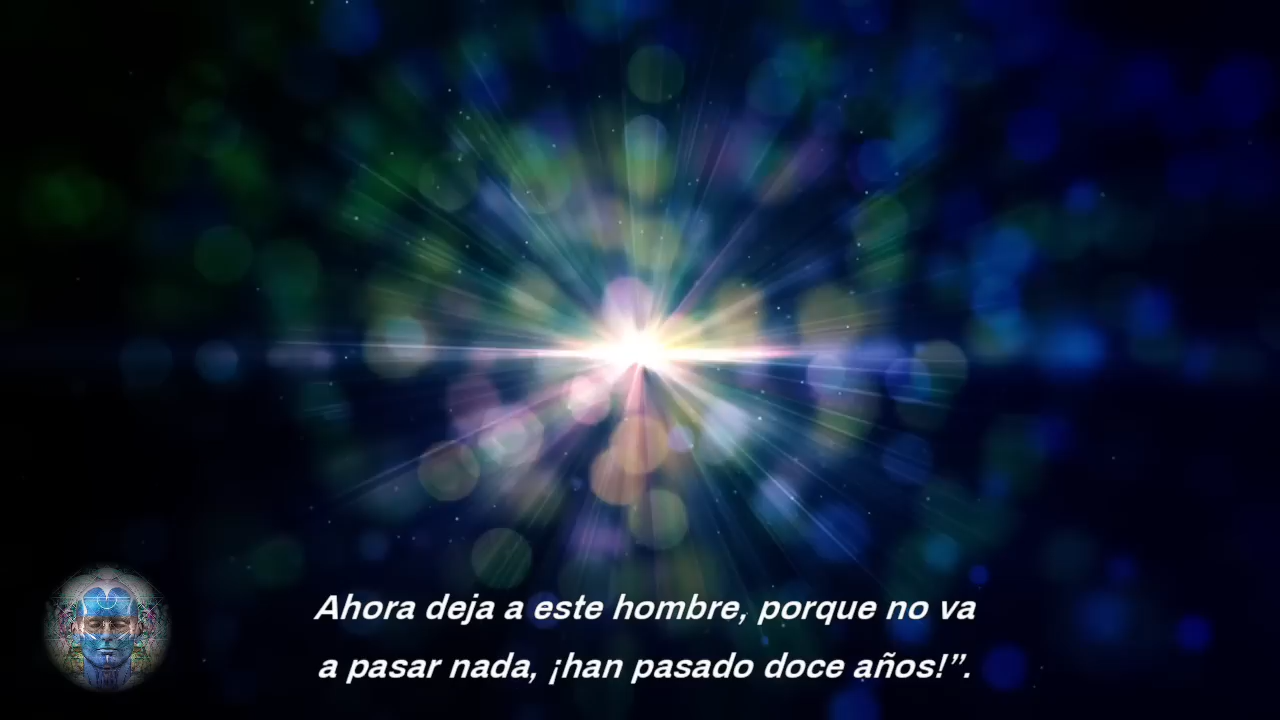 Ahora deja a este hombre, porque no va
a pasar nada, ¡han pasado doce años!”.